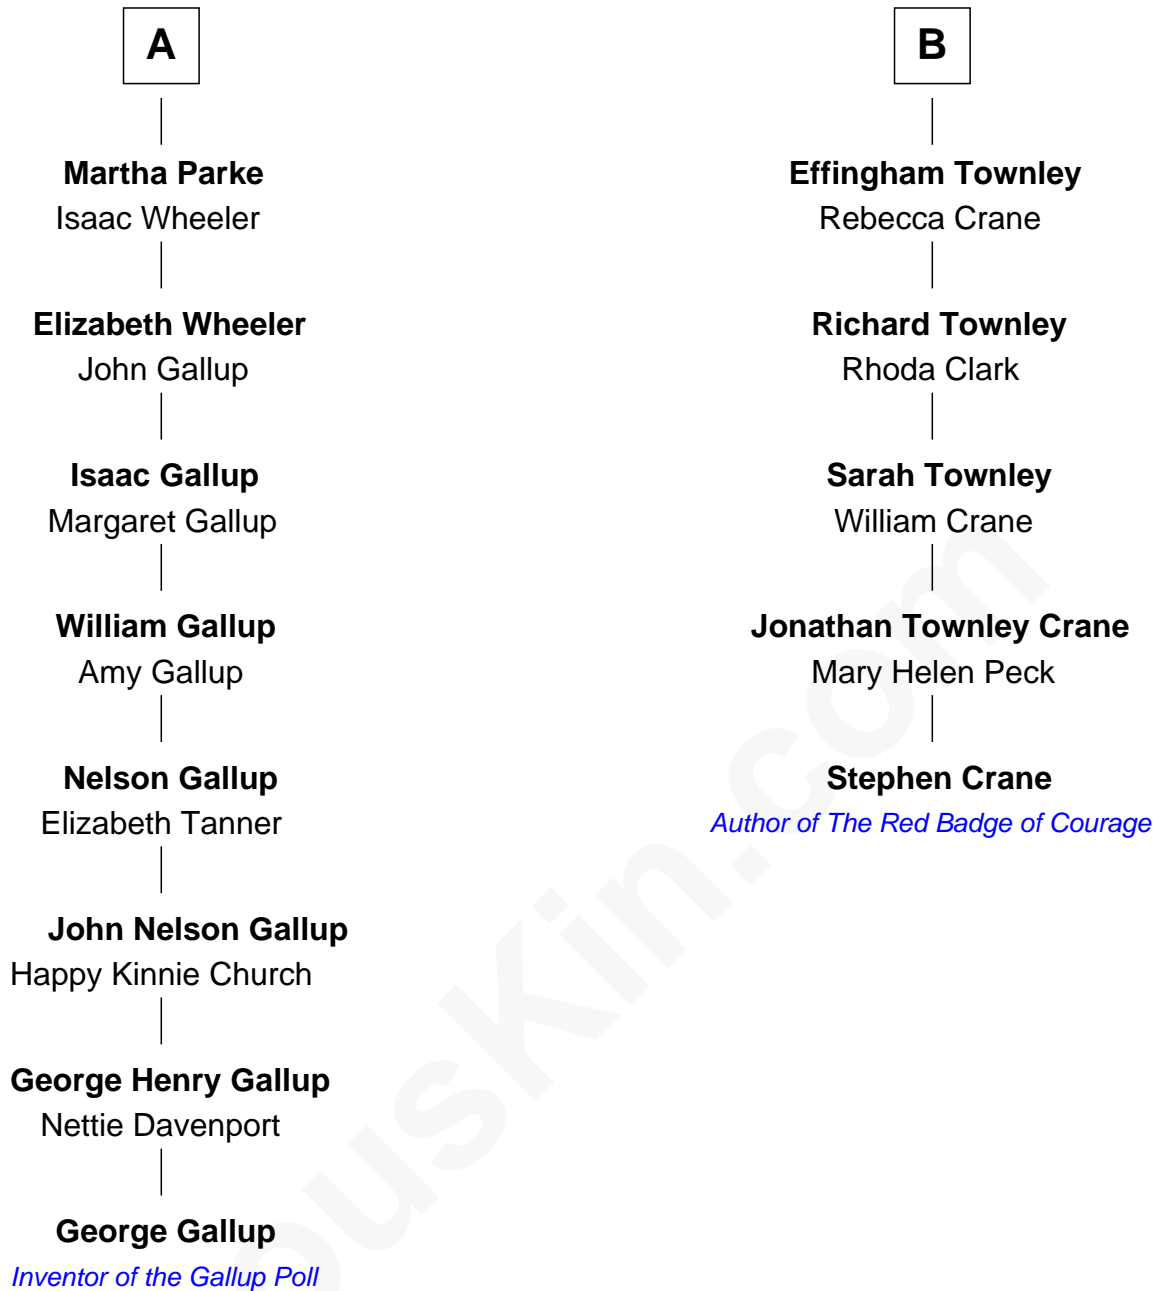 A
Martha Parke
Isaac Wheeler
Elizabeth Wheeler
John Gallup
Isaac Gallup
Margaret Gallup
William Gallup
Amy Gallup
Nelson Gallup
Elizabeth Tanner
John Nelson Gallup
Happy Kinnie Church
George Henry Gallup
Nettie Davenport
George Gallup
Inventor of the Gallup Poll
B
Effingham Townley
Rebecca Crane
Richard Townley
Rhoda Clark
Sarah Townley
William Crane
Jonathan Townley Crane
Mary Helen Peck
Stephen Crane
Author of The Red Badge of Courage
ousKin.com